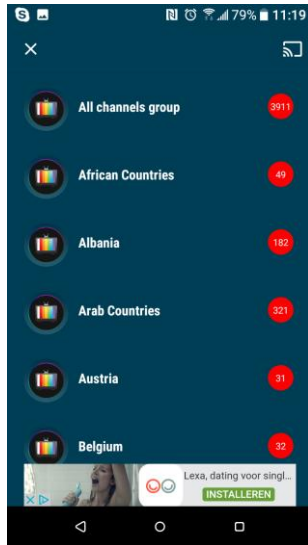 79% 11:19
All channels group 3911
African Countries 49
Albania 182
Arab Countries 321
Austria 31
Belgium 32
Lexa, dating voor singl...
INSTALLEREN